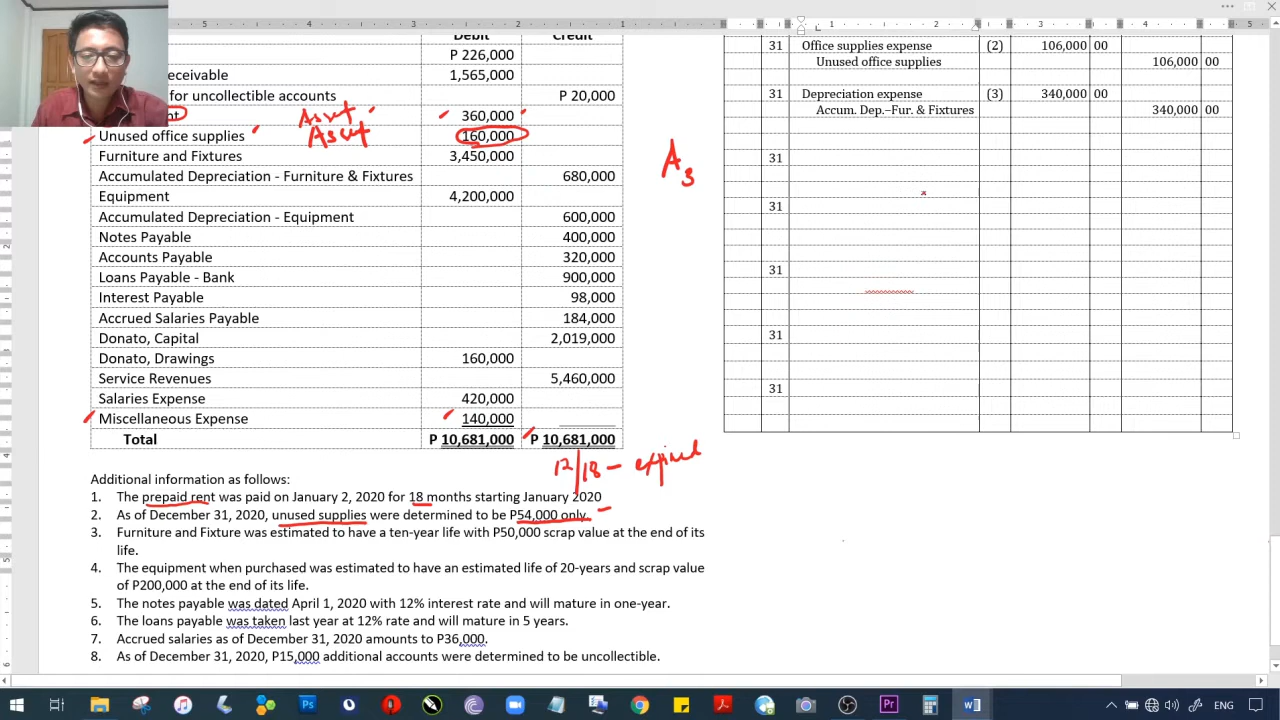 Debit Credit
P 226,000
eceivable 1,565,000
for uncollectible accounts P 20,000
nt Asset 360,000
Unused office supplies Asset 160,000
Furniture and Fixtures 3,450,000
Accumulated Depreciation - Furniture & Fixtures 680,000
Equipment 4,200,000
Accumulated Depreciation - Equipment 600,000
Notes Payable 400,000
Accounts Payable 320,000
Loans Payable - Bank 900,000
Interest Payable 98,000
Accrued Salaries Payable 184,000
Donato, Capital 2,019,000
Donato, Drawings 160,000
Service Revenues 5,460,000
Salaries Expense 420,000
Miscellaneous Expense 140,000
Total P 10,681,000 P 10,681,000
12/18 - expired
Additional information as follows:
1. The prepaid rent was paid on January 2, 2020 for 18 months starting January 2020
2. As of December 31, 2020, unused supplies were determined to be P54,000 only.
3. Furniture and Fixture was estimated to have a ten-year life with P50,000 scrap value at the end of its
life.
4. The equipment when purchased was estimated to have an estimated life of 20-years and scrap value
of P200,000 at the end of its life.
5. The notes payable was dated April 1, 2020 with 12% interest rate and will mature in one-year.
6. The loans payable was taken last year at 12% rate and will mature in 5 years.
7. Accrued salaries as of December 31, 2020 amounts to P36,000.
8. As of December 31, 2020, P15,000 additional accounts were determined to be uncollectible.
A3
31 Office supplies expense (2) 106,000 00
Unused office supplies 106,000 00
31 Depreciation expense (3) 340,000 00
Accum. Dep.–Fur. & Fixtures 340,000 00
31
31
31
31
31
ENG